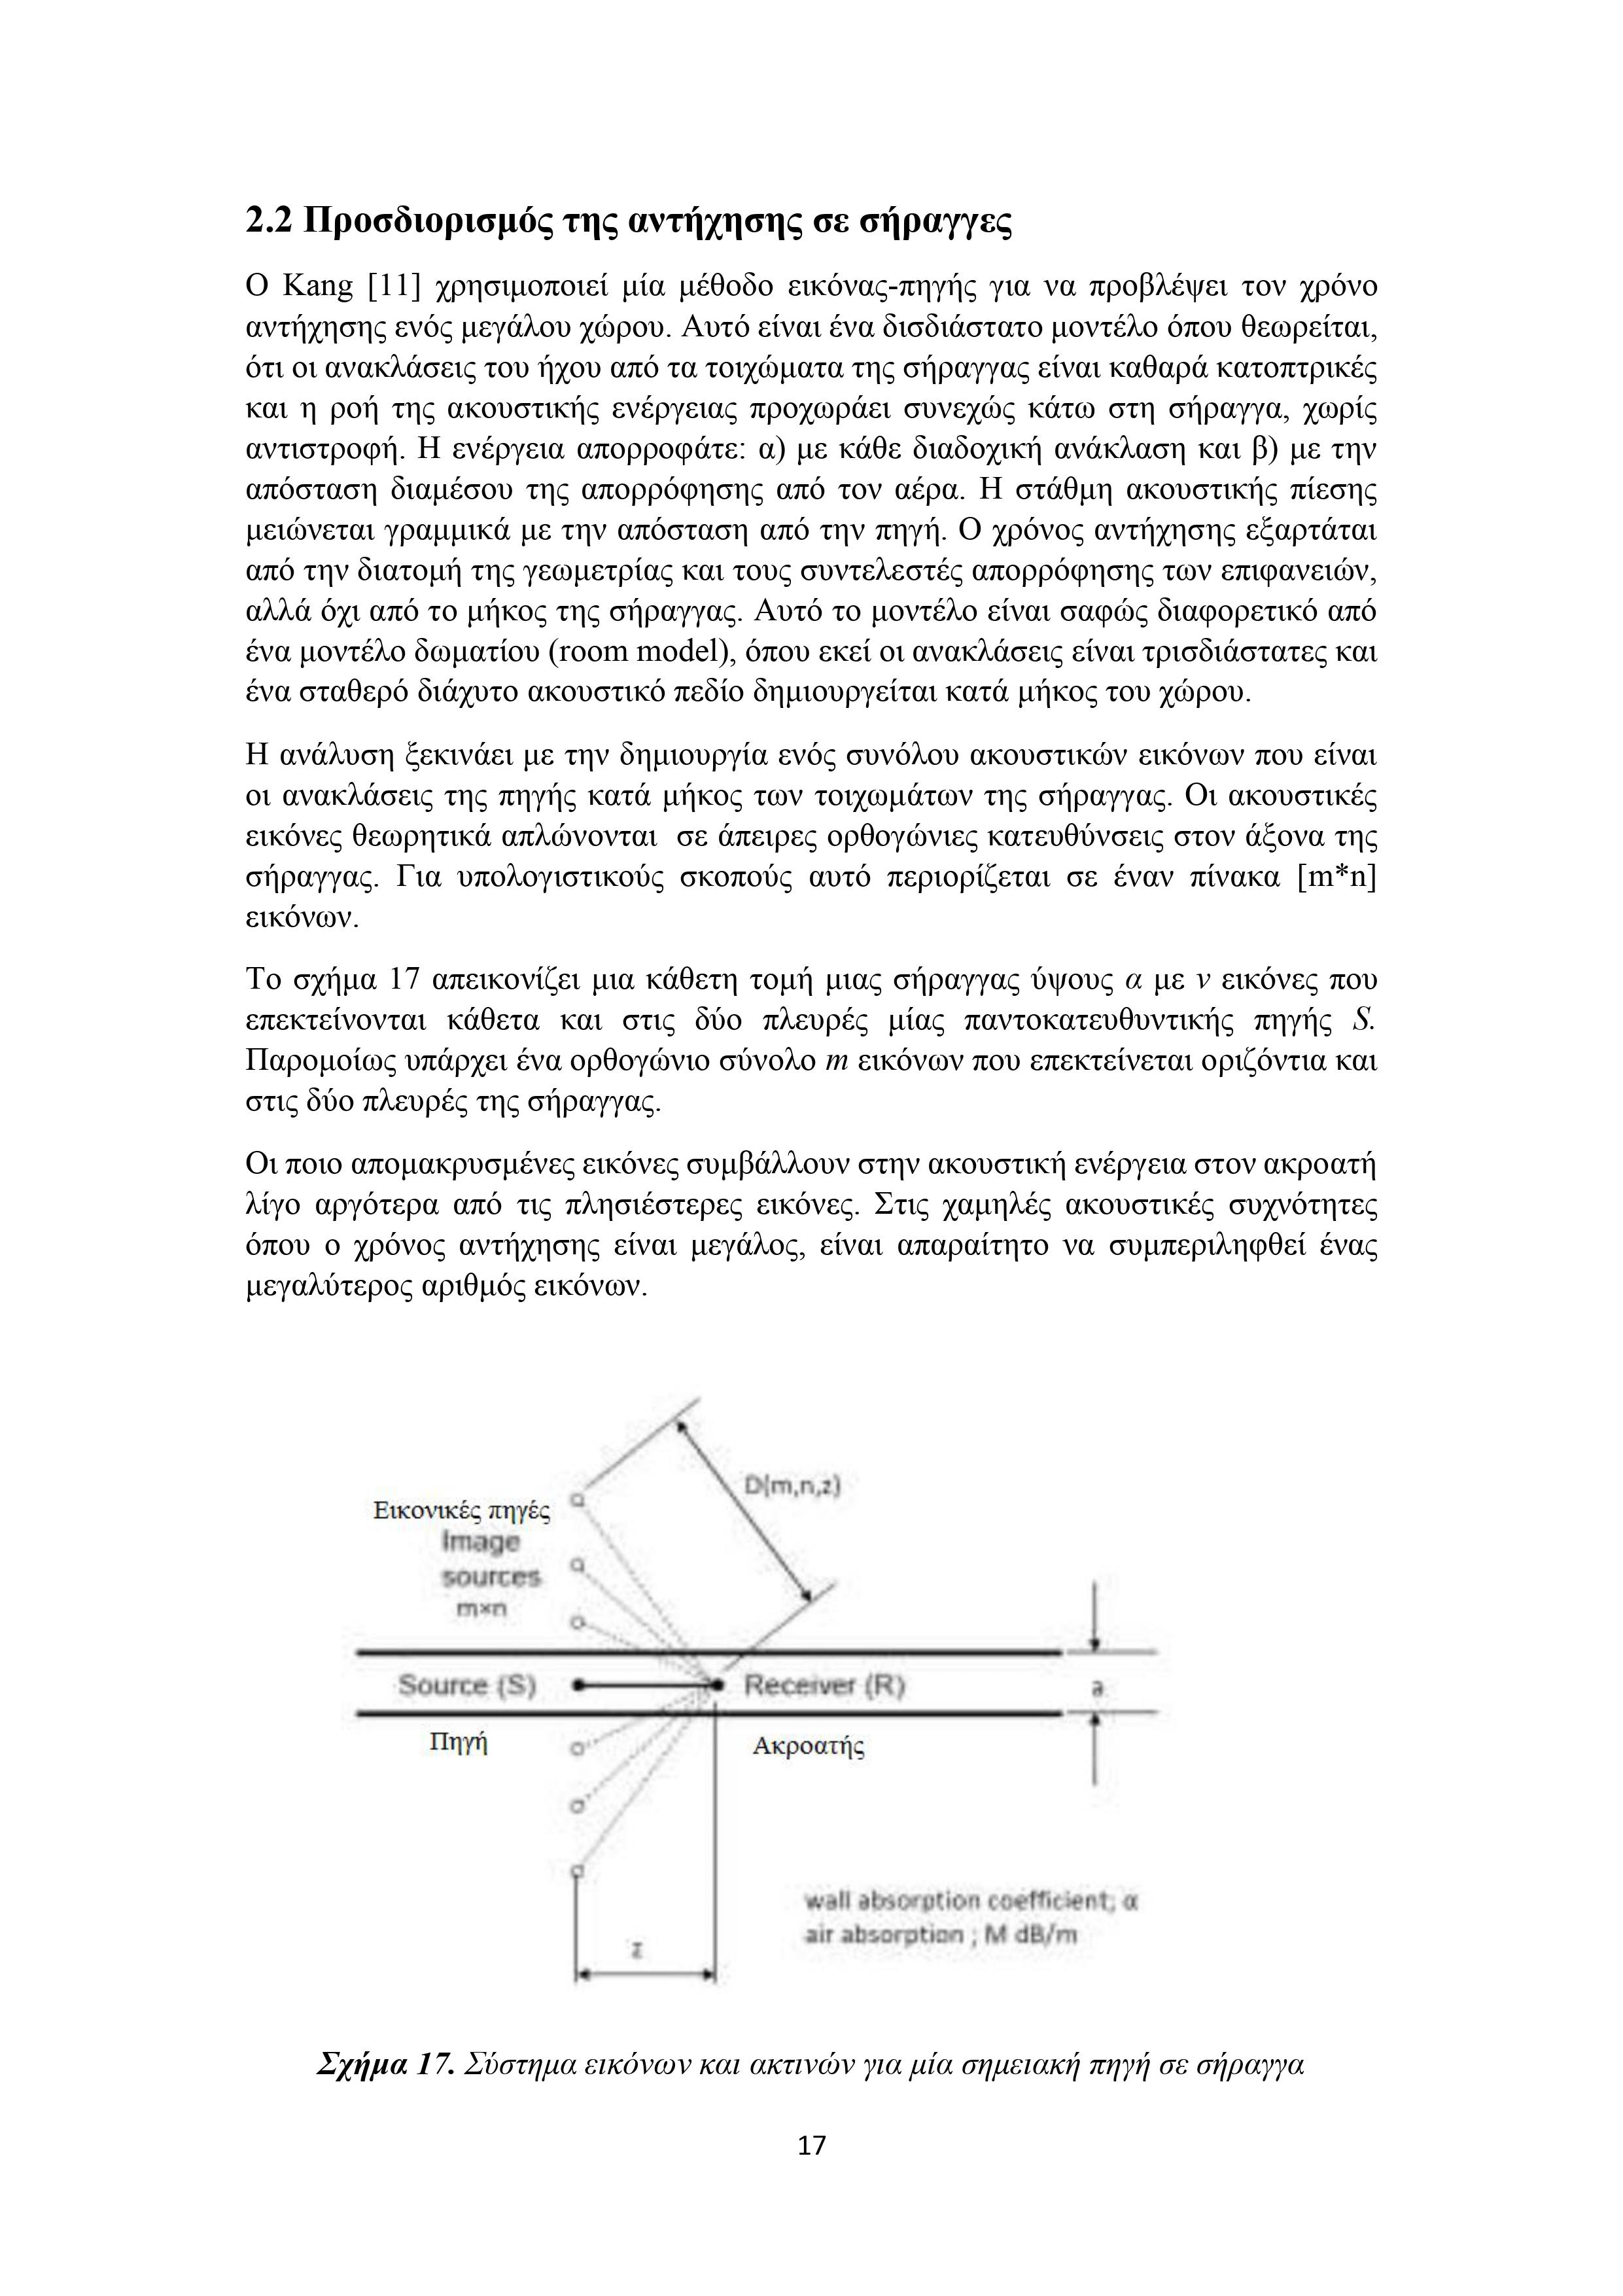 2.2 Προσδιορισμός της αντήχησης σε σήραγγες
Ο Kang [11] χρησιμοποιεί μία μέθοδο εικόνας-πηγής για να προβλέψει τον χρόνο
αντήχησης ενός μεγάλου χώρου. Αυτό είναι ένα δισδιάστατο μοντέλο όπου θεωρείται,
ότι οι ανακλάσεις του ήχου από τα τοιχώματα της σήραγγας είναι καθαρά κατοπτρικές
και η ροή της ακουστικής ενέργειας προχωράει συνεχώς κάτω στη σήραγγα, χωρίς
αντιστροφή. Η ενέργεια απορροφάτε: α) με κάθε διαδοχική ανάκλαση και β) με την
απόσταση διαμέσου της απορρόφησης από τον αέρα. Η στάθμη ακουστικής πίεσης
μειώνεται γραμμικά με την απόσταση από την πηγή. Ο χρόνος αντήχησης εξαρτάται
από την διατομή της γεωμετρίας και τους συντελεστές απορρόφησης των επιφανειών,
αλλά όχι από το μήκος της σήραγγας. Αυτό το μοντέλο είναι σαφώς διαφορετικό από
ένα μοντέλο δωματίου (room model), όπου εκεί οι ανακλάσεις είναι τρισδιάστατες και
ένα σταθερό διάχυτο ακουστικό πεδίο δημιουργείται κατά μήκος του χώρου.
Η ανάλυση ξεκινάει με την δημιουργία ενός συνόλου ακουστικών εικόνων που είναι
οι ανακλάσεις της πηγής κατά μήκος των τοιχωμάτων της σήραγγας. Οι ακουστικές
εικόνες θεωρητικά απλώνονται σε άπειρες ορθογώνιες κατευθύνσεις στον άξονα της
σήραγγας. Για υπολογιστικούς σκοπούς αυτό περιορίζεται σε έναν πίνακα [m*n]
εικόνων.
Το σχήμα 17 απεικονίζει μια κάθετη τομή μιας σήραγγας ύψους α με ν εικόνες που
επεκτείνονται κάθετα και στις δύο πλευρές μίας παντοκατευθυντικής πηγής S.
Παρομοίως υπάρχει ένα ορθογώνιο σύνολο m εικόνων που επεκτείνεται οριζόντια και
στις δύο πλευρές της σήραγγας.
Οι ποιο απομακρυσμένες εικόνες συμβάλλουν στην ακουστική ενέργεια στον ακροατή
λίγο αργότερα από τις πλησιέστερες εικόνες. Στις χαμηλές ακουστικές συχνότητες
όπου ο χρόνος αντήχησης είναι μεγάλος, είναι απαραίτητο να συμπεριληφθεί ένας
μεγαλύτερος αριθμός εικόνων.
D(m,n,z)
Εικονικές πηγές
Image
sources
m×n
Source (S)
Receiver (R)
a
Πηγή
Ακροατής
wall absorption coefficient; α
air absorption ; M dB/m
z
Σχήμα 17. Σύστημα εικόνων και ακτινών για μία σημειακή πηγή σε σήραγγα
17